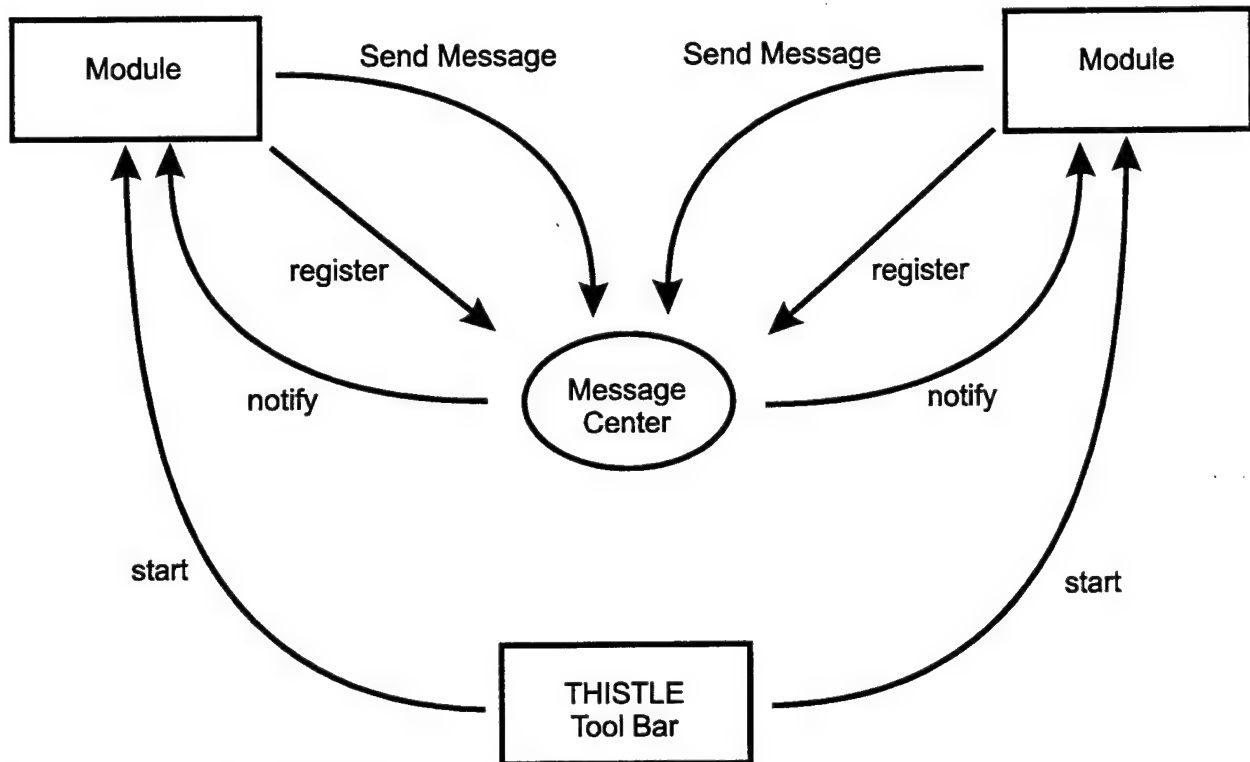 Module
Send Message
Send Message
Module
register
register
notify
Message
Center
notify
start
start
THISTLE
Tool Bar